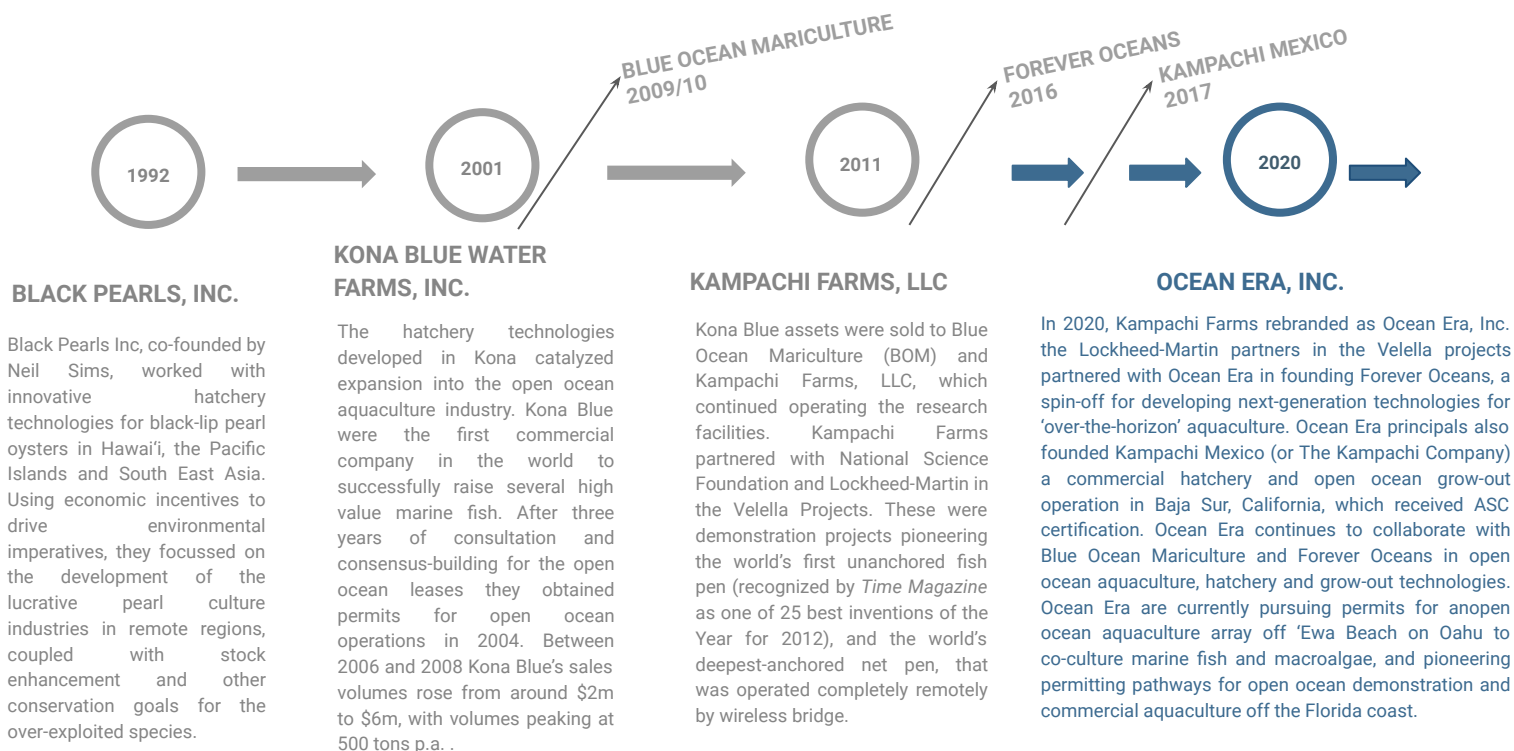 BLUE OCEAN MARICULTURE
2009/10
FOREVER OCEANS
2016
KAMPACHI MEXICO
2017
1992
2001
2011
2020
BLACK PEARLS, INC.
Black Pearls Inc, co-founded by
Neil Sims, worked with
innovative hatchery
technologies for black-lip pearl
oysters in Hawai‘i, the Pacific
Islands and South East Asia.
Using economic incentives to
drive environmental
imperatives, they focussed on
the development of the
lucrative pearl culture
industries in remote regions,
coupled with stock
enhancement and other
conservation goals for the
over-exploited species.
KONA BLUE WATER
FARMS, INC.
The hatchery technologies
developed in Kona catalyzed
expansion into the open ocean
aquaculture industry. Kona Blue
were the first commercial
company in the world to
successfully raise several high
value marine fish. After three
years of consultation and
consensus-building for the open
ocean leases they obtained
permits for open ocean
operations in 2004. Between
2006 and 2008 Kona Blue’s sales
volumes rose from around $2m
to $6m, with volumes peaking at
500 tons p.a. .
KAMPACHI FARMS, LLC
Kona Blue assets were sold to Blue
Ocean Mariculture (BOM) and
Kampachi Farms, LLC, which
continued operating the research
facilities. Kampachi Farms
partnered with National Science
Foundation and Lockheed-Martin in
the Velella Projects. These were
demonstration projects pioneering
the world’s first unanchored fish
pen (recognized by Time Magazine
as one of 25 best inventions of the
Year for 2012), and the world’s
deepest-anchored net pen, that
was operated completely remotely
by wireless bridge.
OCEAN ERA, INC.
In 2020, Kampachi Farms rebranded as Ocean Era, Inc.
the Lockheed-Martin partners in the Velella projects
partnered with Ocean Era in founding Forever Oceans, a
spin-off for developing next-generation technologies for
‘over-the-horizon’ aquaculture. Ocean Era principals also
founded Kampachi Mexico (or The Kampachi Company)
a commercial hatchery and open ocean grow-out
operation in Baja Sur, California, which received ASC
certification. Ocean Era continues to collaborate with
Blue Ocean Mariculture and Forever Oceans in open
ocean aquaculture, hatchery and grow-out technologies.
Ocean Era are currently pursuing permits for anopen
ocean aquaculture array off ‘Ewa Beach on Oahu to
co-culture marine fish and macroalgae, and pioneering
permitting pathways for open ocean demonstration and
commercial aquaculture off the Florida coast.